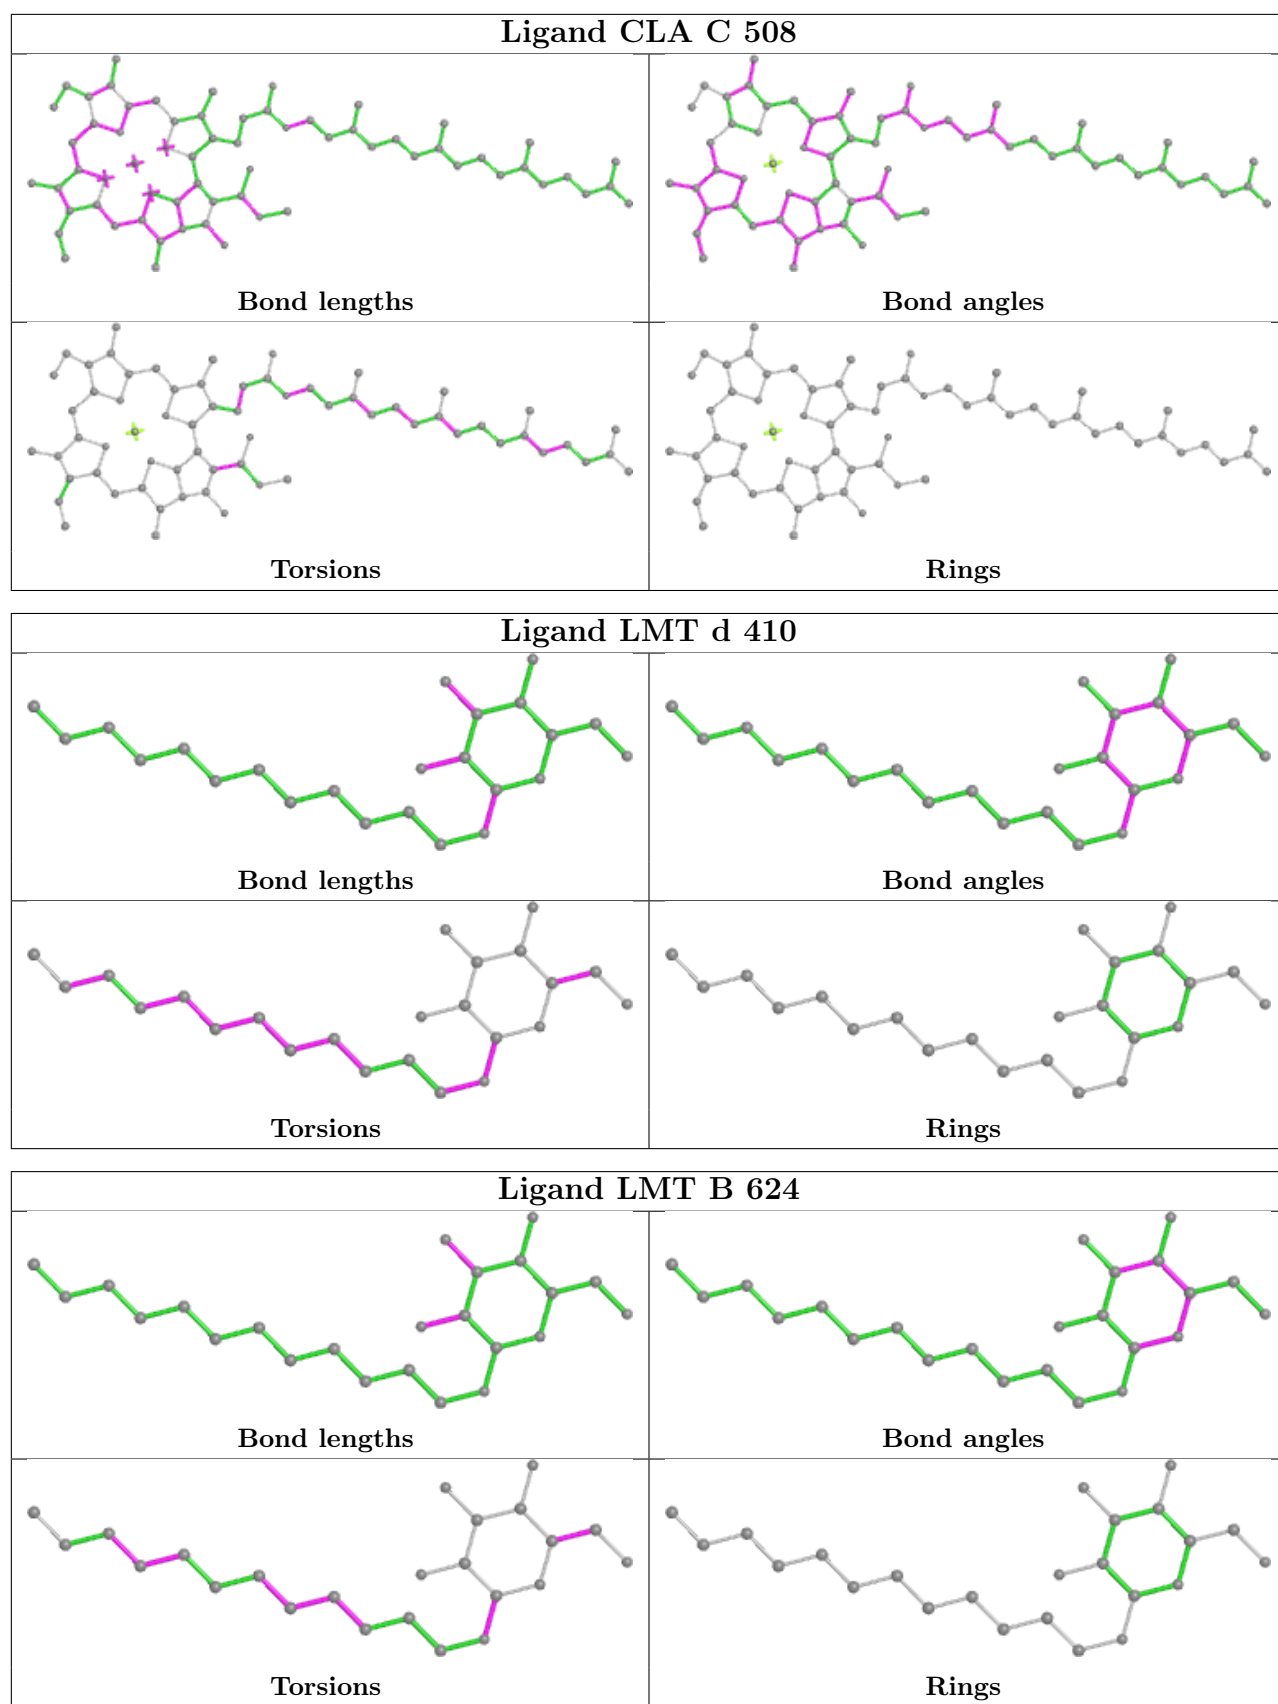 Ligand CLA C 508
Bond lengths
Bond angles
Torsions
Rings
Ligand LMT d 410
Bond lengths
Bond angles
Torsions
Rings
Ligand LMT B 624
Bond lengths
Bond angles
Torsions
Rings